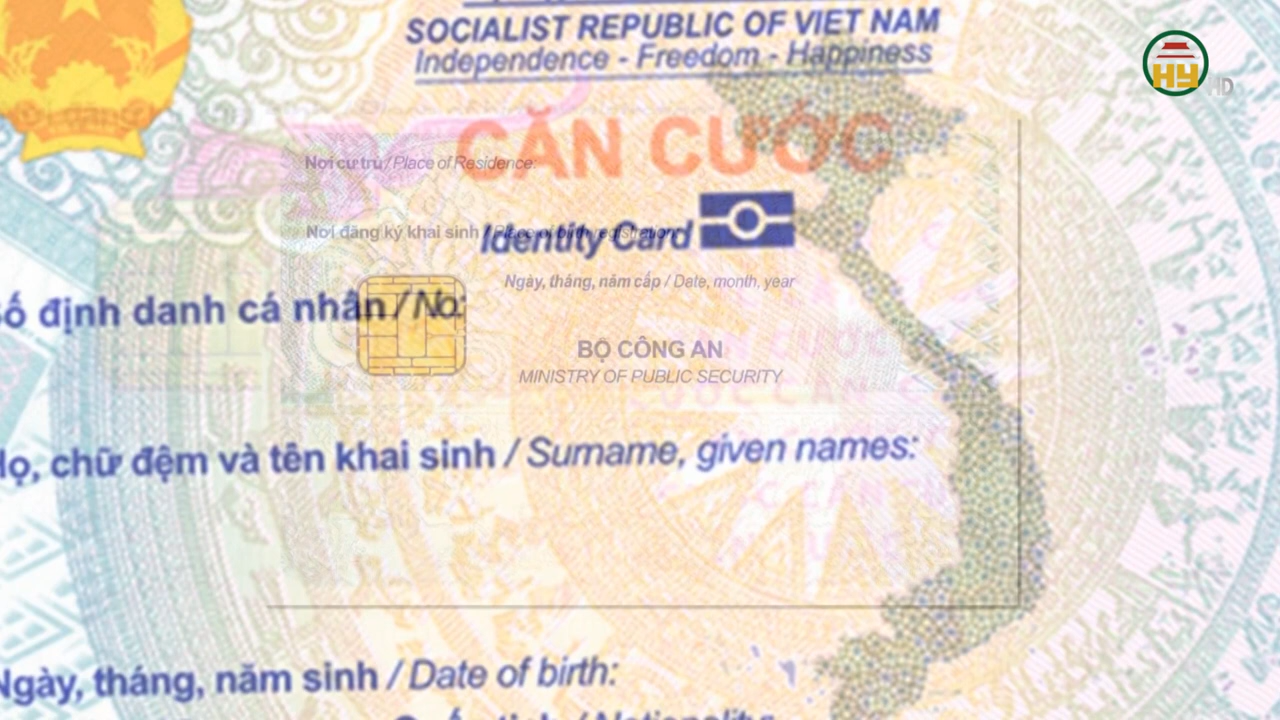 SOCIALIST REPUBLIC OF VIET NAM
Independence - Freedom - Happiness
HY HD
CĂN CƯỚC
Nơi cư trú / Place of Residence:
Nơi đăng ký khai sinh / Place of birth registration:
Identity Card
Ngày, tháng, năm cấp / Date, month, year
số định danh cá nhân / No:
BỘ CÔNG AN
MINISTRY OF PUBLIC SECURITY
Họ, chữ đệm và tên khai sinh / Surname, given names:
Ngày, tháng, năm sinh / Date of birth:
Quốc tịch / Nationality: